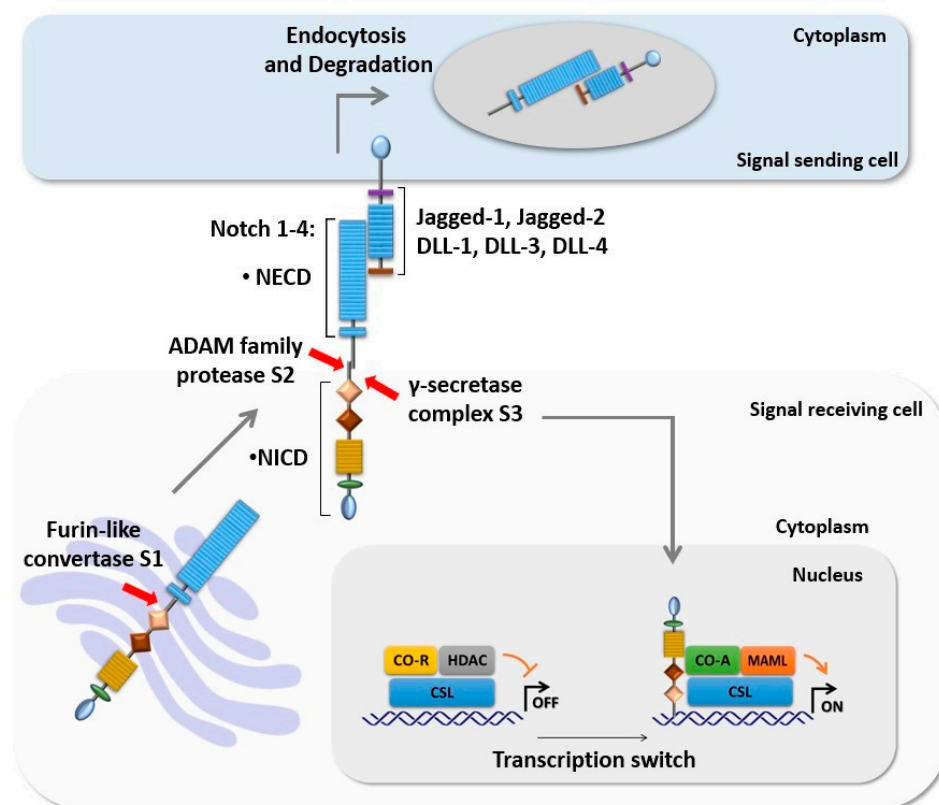 Endocytosis
and Degradation
Cytoplasm
Signal sending cell
Notch 1-4:
• NECD
Jagged-1, Jagged-2
DLL-1, DLL-3, DLL-4
ADAM family
protease S2
γ-secretase
complex S3
Signal receiving cell
•NICD
Furin-like
convertase S1
Cytoplasm
Nucleus
CO-R
HDAC
CSL
OFF
CO-A
MAML
CSL
ON
Transcription switch